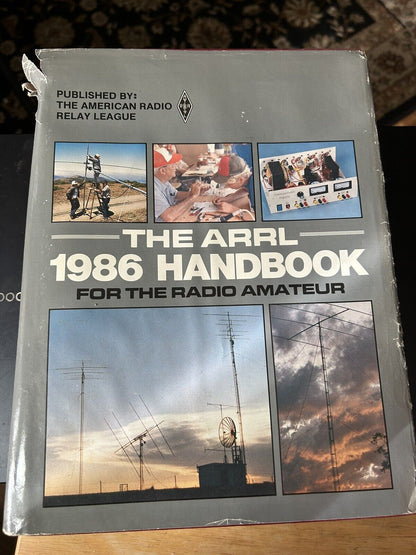 PUBLISHED BY:
THE AMERICAN RADIO
RELAY LEAGUE
THE ARRL
1986 HANDBOOK
FOR THE RADIO AMATEUR